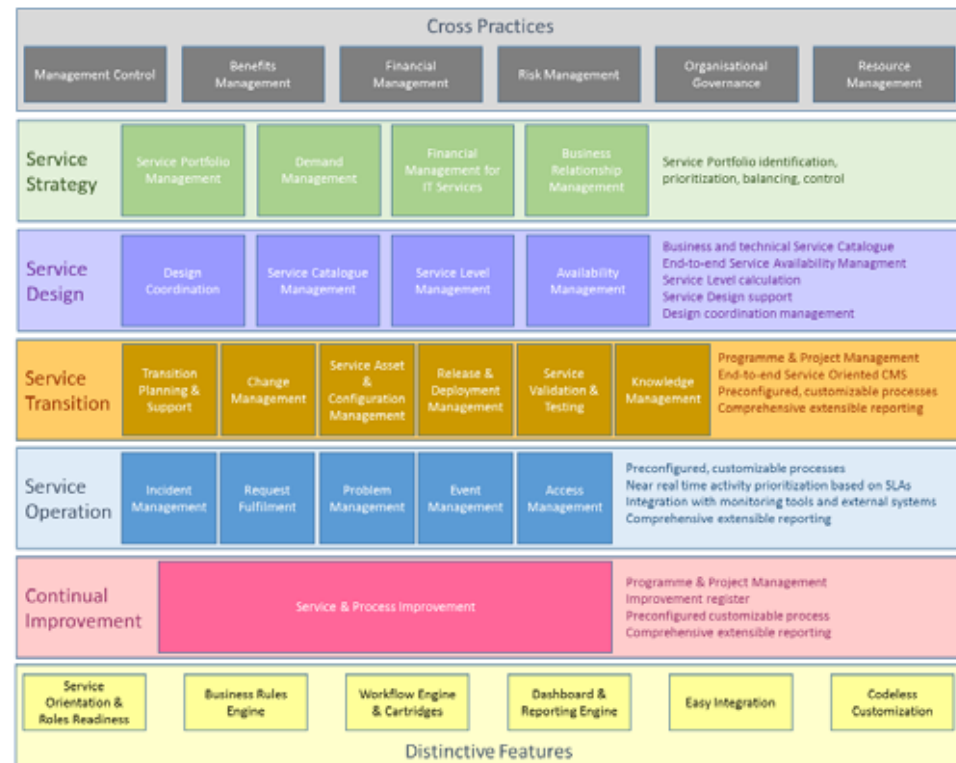 Cross Practices
Management Control
Benefits
Management
Financial
Management
Risk Management
Organisational
Governance
Resource
Management
Service
Strategy
Service Portfolio
Management
Demand
Management
Financial
Management for
IT Services
Business
Relationship
Management
Service Portfolio identification,
prioritization, balancing, control
Service
Design
Design
Coordination
Service Catalogue
Management
Service Level
Management
Availability
Management
Business and technical Service Catalogue
End-to-end Service Availability Managment
Service Level calculation
Service Design support
Design coordination management
Service
Transition
Transition
Planning &
Support
Change
Management
Service Asset
&
Configuration
Management
Release &
Deployment
Management
Service
Validation &
Testing
Knowledge
Management
Programme & Project Management
End-to-end Service Oriented CMS
Preconfigured, customizable processes
Comprehensive extensible reporting
Service
Operation
Incident
Management
Request
Fulfilment
Problem
Management
Event
Management
Access
Management
Preconfigured, customizable processes
Near real time activity prioritization based on SLAs
Integration with monitoring tools and external systems
Comprehensive extensible reporting
Continual
Improvement
Service & Process Improvement
Programme & Project Management
Improvement register
Preconfigured customizable process
Comprehensive extensible reporting
Service
Orientation &
Roles Readiness
Business Rules
Engine
Workflow Engine
& Cartridges
Dashboard &
Reporting Engine
Easy Integration
Codeless
Customization
Distinctive Features